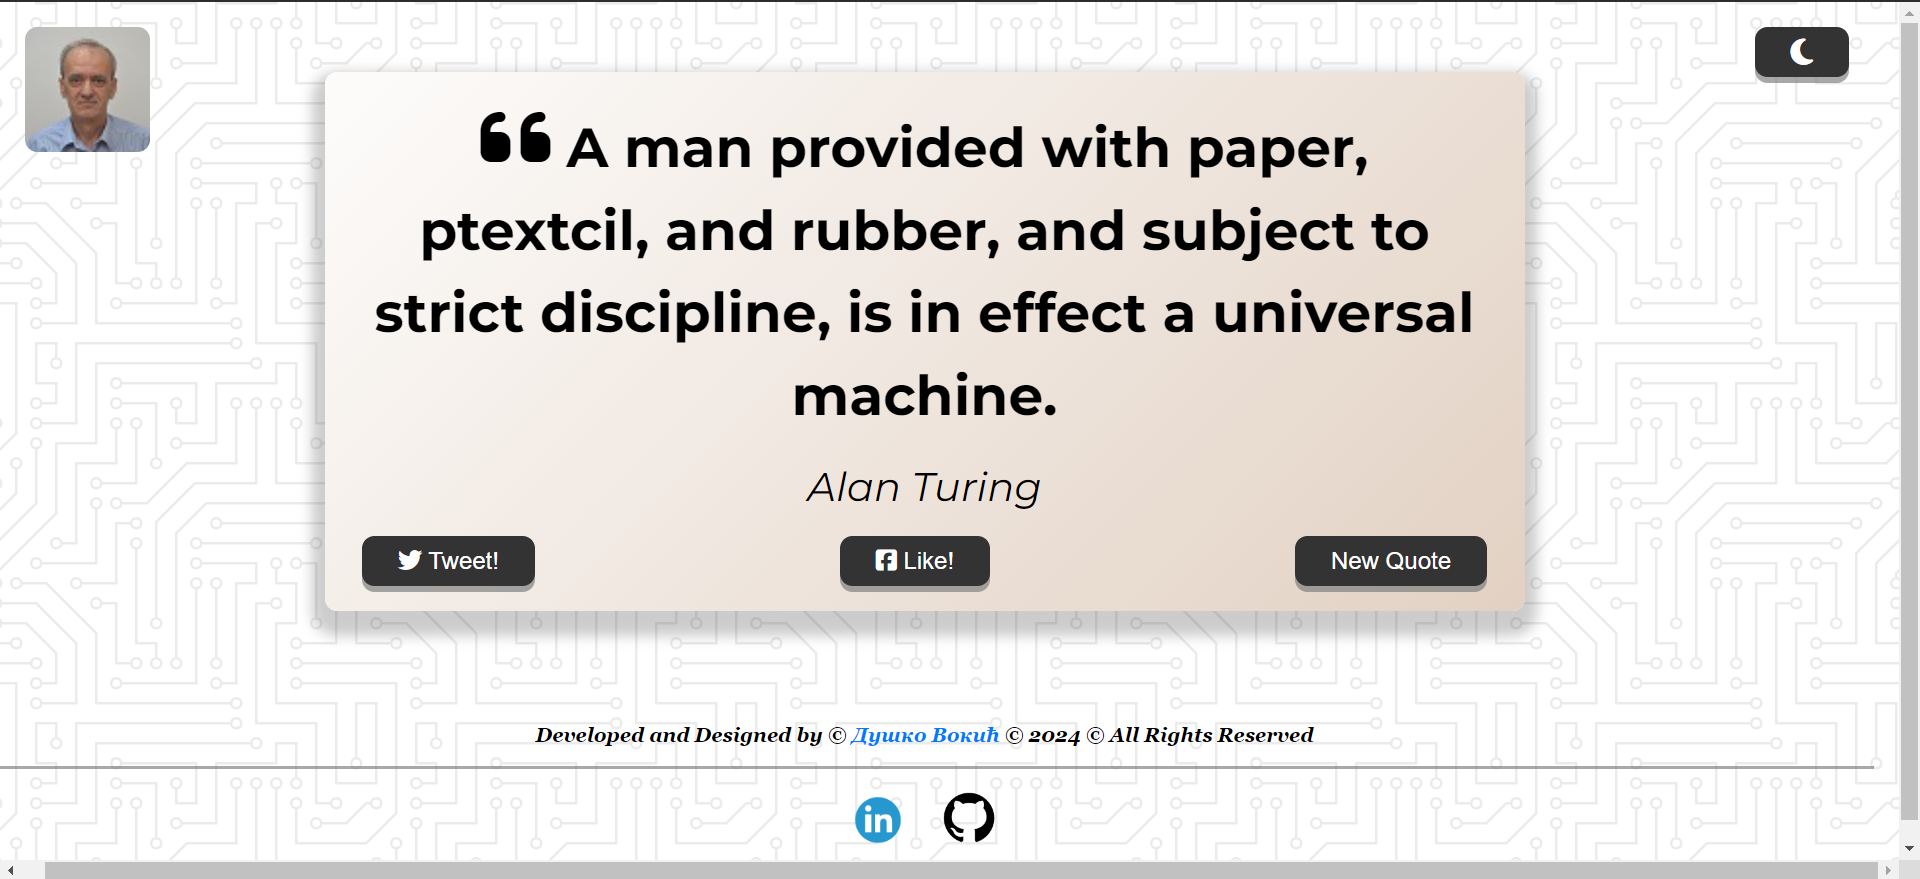 A man provided with paper,
ptextcil, and rubber, and subject to
strict discipline, is in effect a universal
machine.
Alan Turing
Tweet!
Like!
New Quote
Developed and Designed by © Душко Вокић © 2024 © All Rights Reserved
in